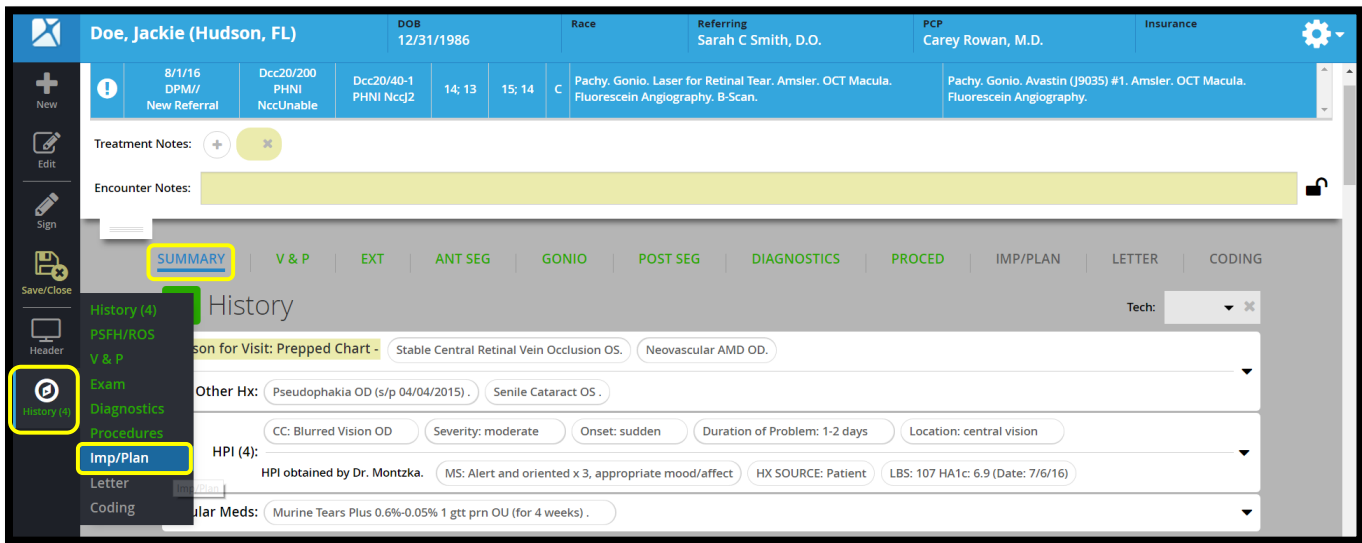 Doe, Jackie (Hudson, FL)
DOB
12/31/1986
Race
Referring
Sarah C Smith, D.O.
PCP
Carey Rowan, M.D.
Insurance
New
8/1/16
DPM//
New Referral
Dcc20/200
PHNI
NccUnable
Dcc20/40-1
PHNI NccJ2
14; 13
15; 14
C
Pachy. Gonio. Laser for Retinal Tear. Amsler. OCT Macula.
Fluorescein Angiography. B-Scan.
Pachy. Gonio. Avastin (J9035) #1. Amsler. OCT Macula.
Fluorescein Angiography.
Edit
Treatment Notes:
Encounter Notes:
Sign
SUMMARY
V & P
EXT
ANT SEG
GONIO
POST SEG
DIAGNOSTICS
PROCED
IMP/PLAN
LETTER
CODING
Save/Close
History
Tech:
Header
History (4)
History (4)
PSFH/ROS
V & P
Exam
Diagnostics
Procedures
Imp/Plan
Letter
Imp/Plan
Coding
son for Visit: Prepped Chart -
Stable Central Retinal Vein Occlusion OS.
Neovascular AMD OD.
Other Hx:
Pseudophakia OD (s/p 04/04/2015) .
Senile Cataract OS .
HPI (4):
CC: Blurred Vision OD
Severity: moderate
Onset: sudden
Duration of Problem: 1-2 days
Location: central vision
HPI obtained by Dr. Montzka.
MS: Alert and oriented x 3, appropriate mood/affect
HX SOURCE: Patient
LBS: 107 HA1c: 6.9 (Date: 7/6/16)
ular Meds:
Murine Tears Plus 0.6%-0.05% 1 gtt prn OU (for 4 weeks) .